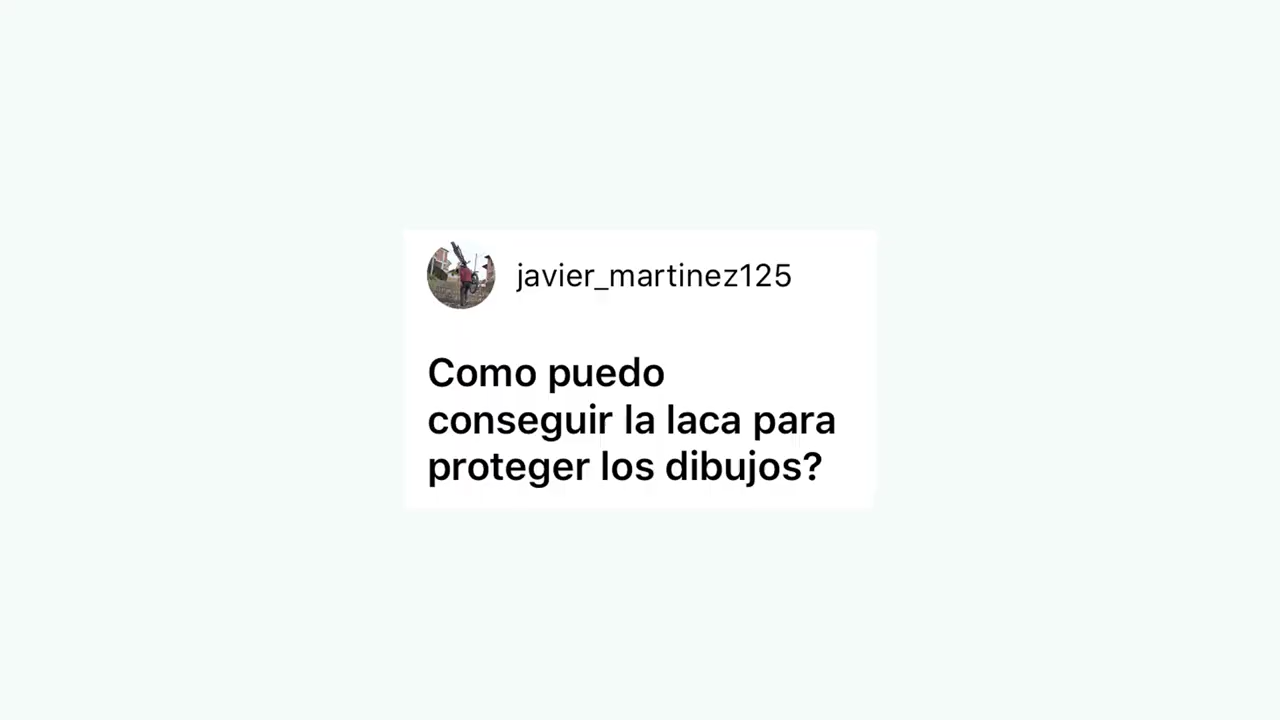 javier_martinez125
Como puedo
conseguir la laca para
proteger los dibujos?